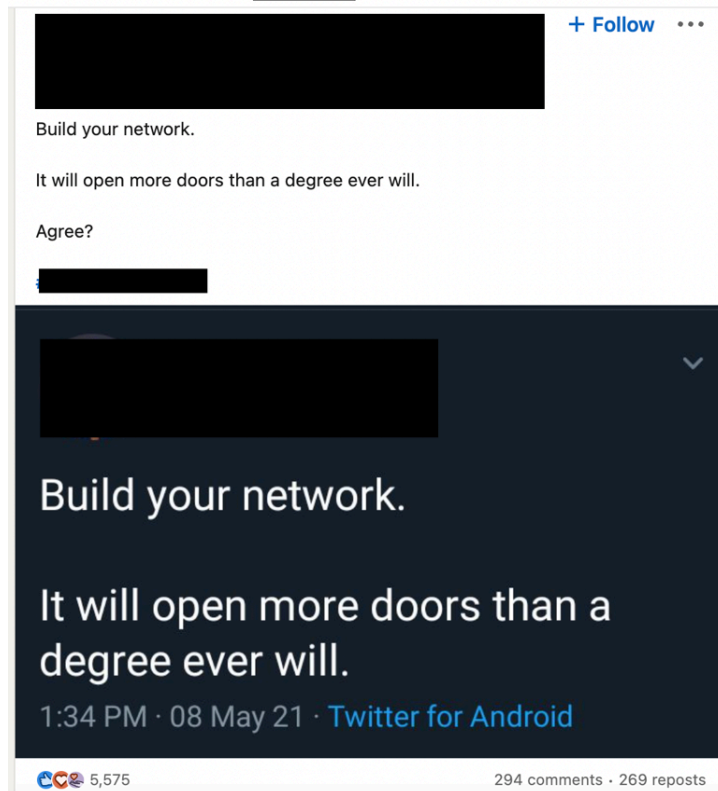 + Follow
Build your network.
It will open more doors than a degree ever will.
Agree?
Build your network.
It will open more doors than a
degree ever will.
1:34 PM · 08 May 21 · Twitter for Android
5,575
294 comments · 269 reposts